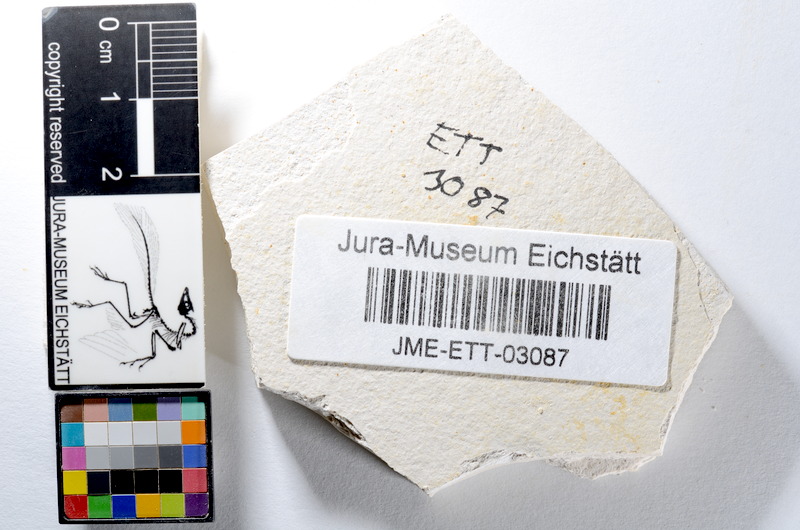 0 cm
1
2
copyright reserved
JURA-MUSEUM EICHSTÄTT
ETT
3087
Jura-Museum Eichstätt
JME-ETT-03087